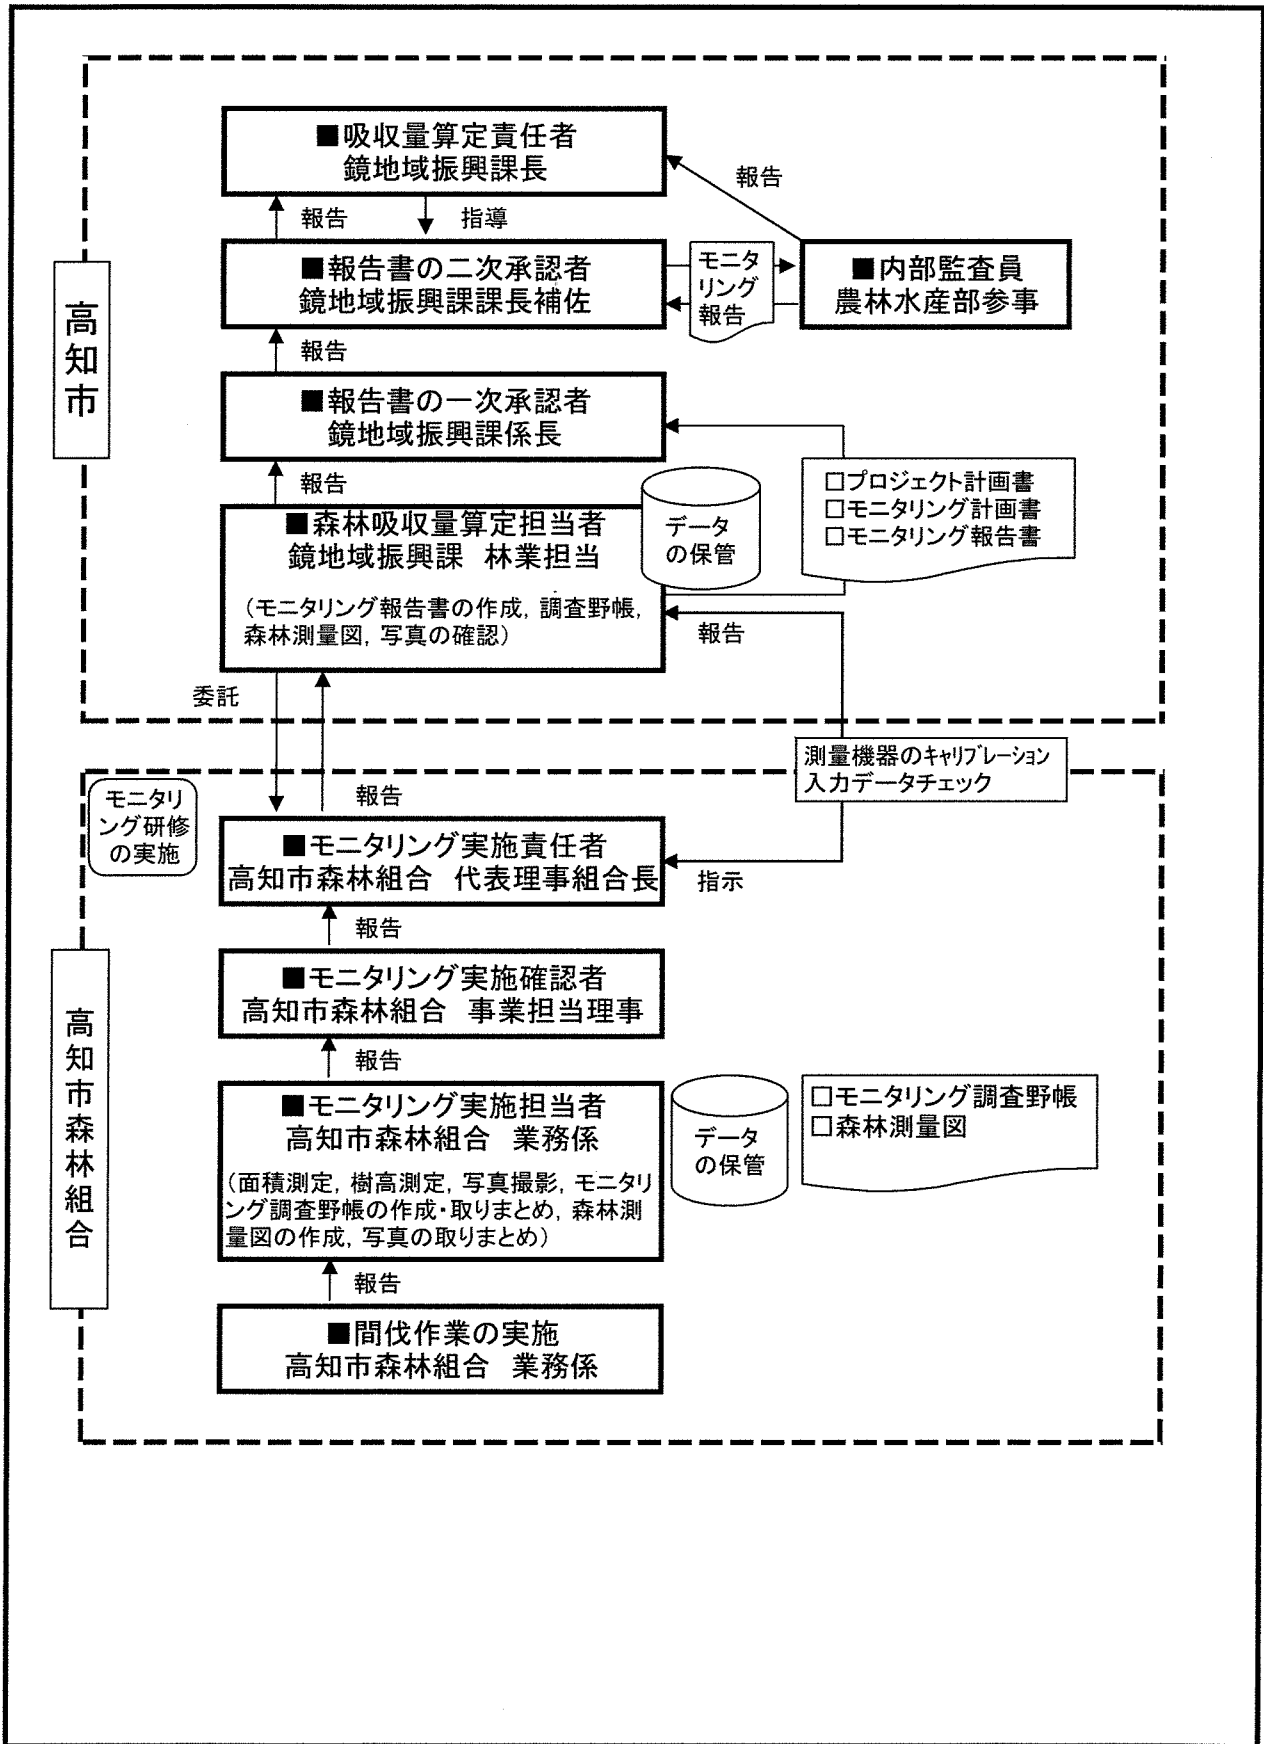 ■吸収量算定責任者
鏡地域振興課長
報告
報告
指導
■報告書の二次承認者
鏡地域振興課課長補佐
モニタ
リング
報告
■内部監査員
農林水産部参事
高知市
報告
■報告書の一次承認者
鏡地域振興課係長
報告
□プロジェクト計画書
□モニタリング計画書
□モニタリング報告書
データ
の保管
■森林吸収量算定担当者
鏡地域振興課 林業担当
（モニタリング報告書の作成，調査野帳，
森林測量図，写真の確認）
報告
委託
測量機器のキャリブレーション
入力データチェック
モニタリ
ング研修
の実施
報告
■モニタリング実施責任者
高知市森林組合 代表理事組合長
指示
報告
■モニタリング実施確認者
高知市森林組合 事業担当理事
高知市森林組合
報告
■モニタリング実施担当者
高知市森林組合 業務係
（面積測定，樹高測定，写真撮影，モニタリ
ング調査野帳の作成・取りまとめ，森林測
量図の作成，写真の取りまとめ）
データ
の保管
□モニタリング調査野帳
□森林測量図
報告
■間伐作業の実施
高知市森林組合 業務係